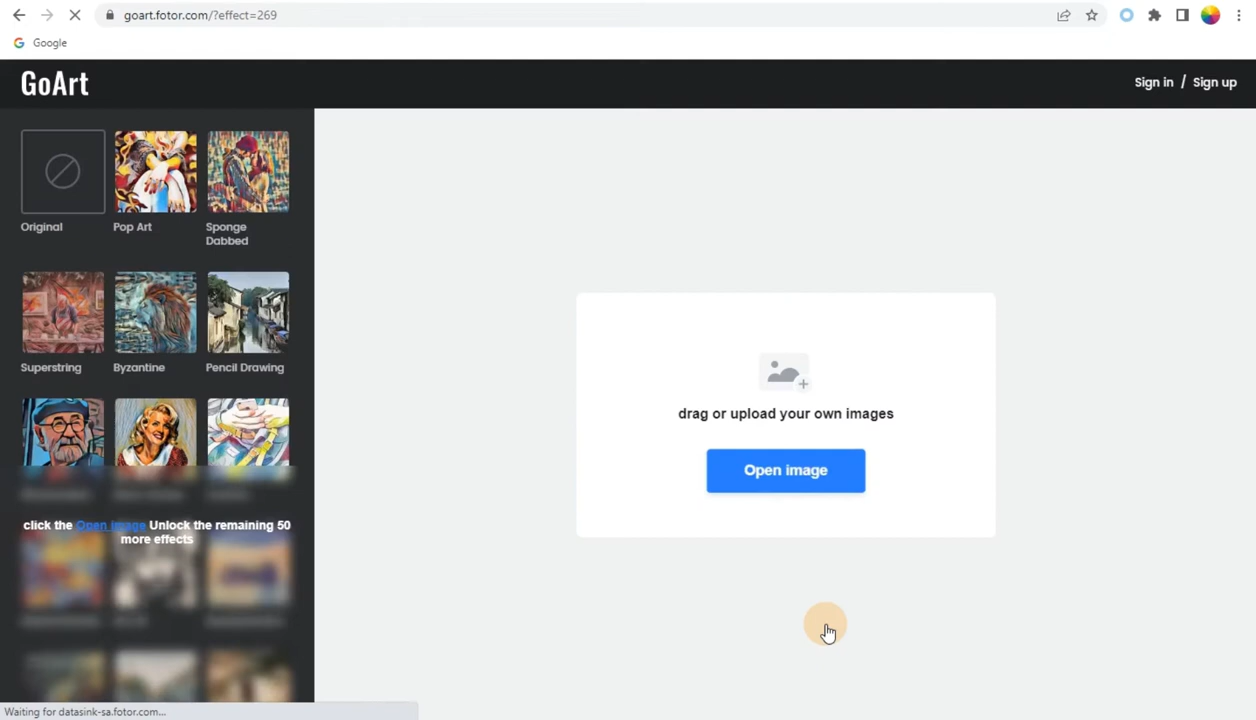 goart.fotor.com/?effect=269
Google
GoArt
Sign in / Sign up
Original
Pop Art
Sponge
Dabbed
Superstring
Byzantine
Pencil Drawing
drag or upload your own images
Open image
click the Open image Unlock the remaining 50
more effects
Waiting for datasink-sa.fotor.com...